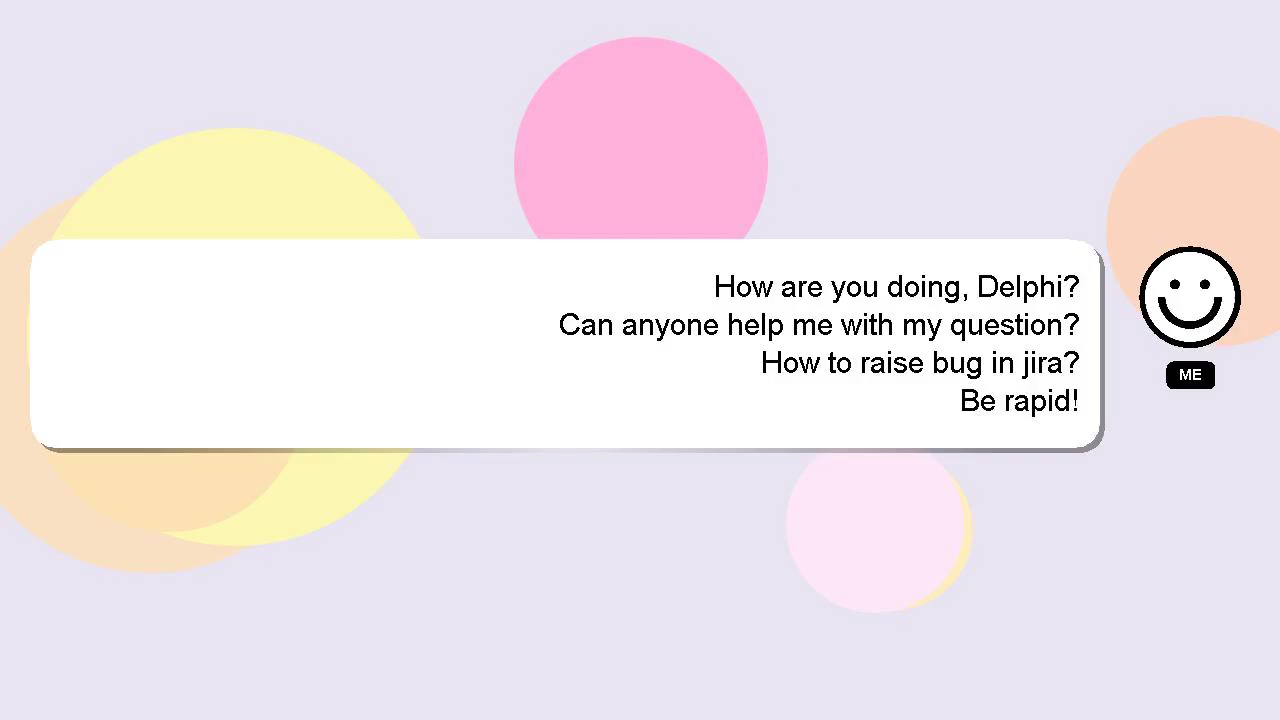 How are you doing, Delphi?
Can anyone help me with my question?
How to raise bug in jira?
Be rapid!
ME